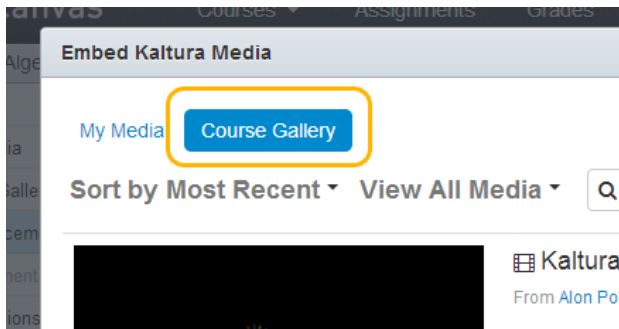 Courses Assignments Grades
Embed Kaltura Media
My Media Course Gallery
Sort by Most Recent View All Media
Kaltura
From Alon